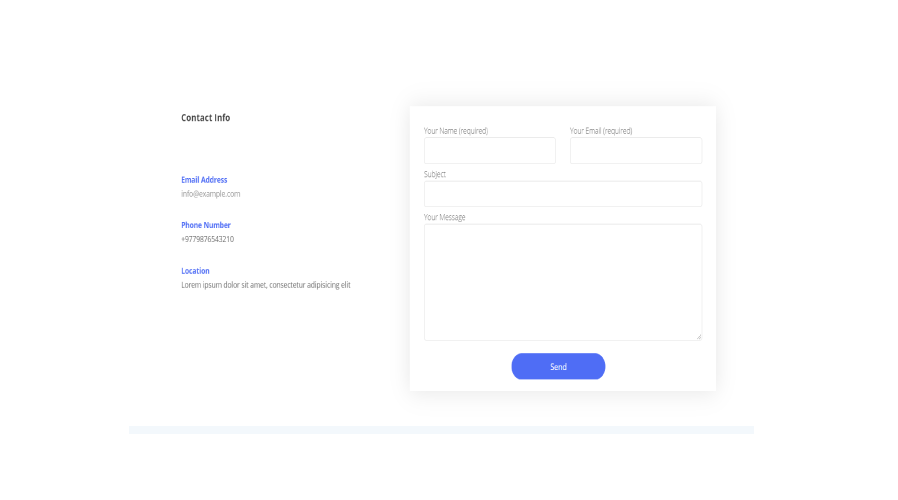 Contact Info
Email Address
info@example.com
Phone Number
+9779876543210
Location
Lorem ipsum dolor sit amet, consectetur adipisicing elit
Your Name (required)
Your Email (required)
Subject
Your Message
Send